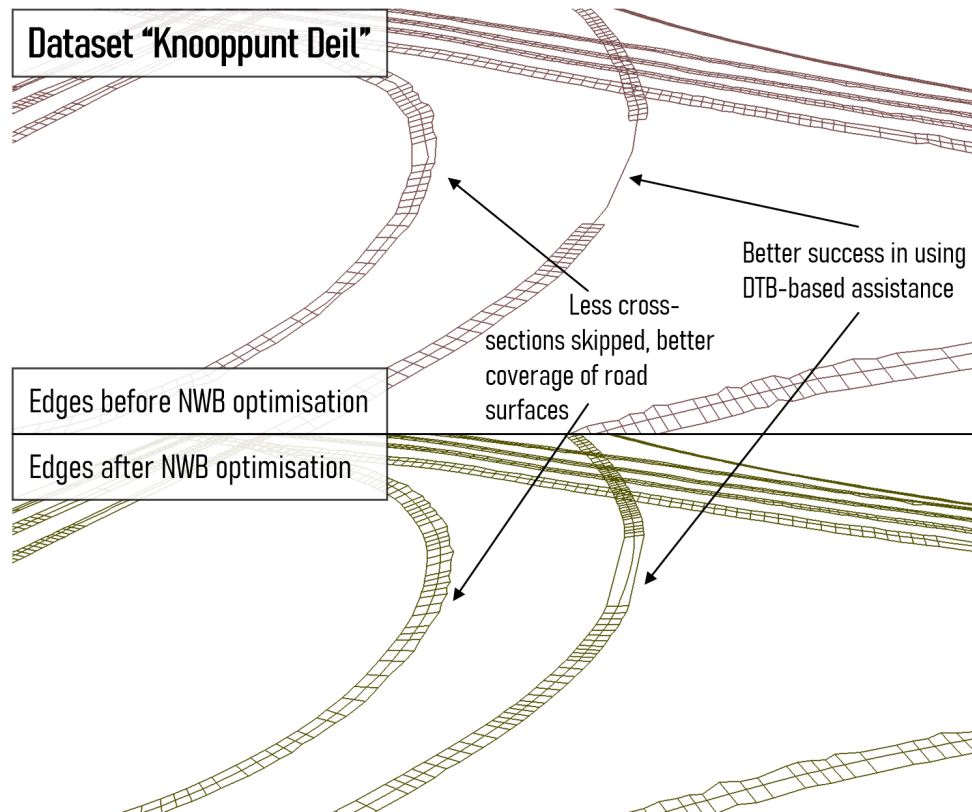 Dataset “Knooppunt Deil”
Better success in using
DTB-based assistance
Less cross-
sections skipped, better
coverage of road
surfaces
Edges before NWB optimisation
Edges after NWB optimisation